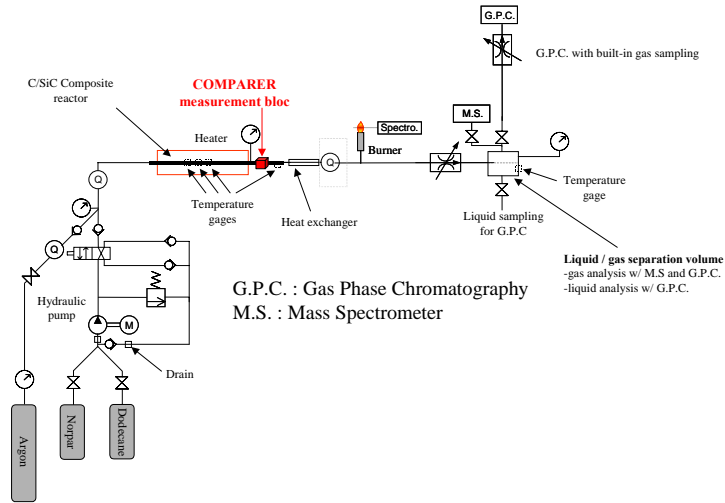 G.P.C.
G.P.C. with built-in gas sampling
C/SiC Composite
reactor
COMPARER
measurement bloc
M.S.
Heater
Spectro.
Burner
Q
Q
Temperature
gages
Heat exchanger
Temperature
gage
Liquid sampling
for G.P.C
Q
Liquid / gas separation volume
-gas analysis w/ M.S and G.P.C.
-liquid analysis w/ G.P.C.
G.P.C. : Gas Phase Chromatography
M.S. : Mass Spectrometer
Hydraulic
pump
M
Drain
Argon
Norpar
Dodecane